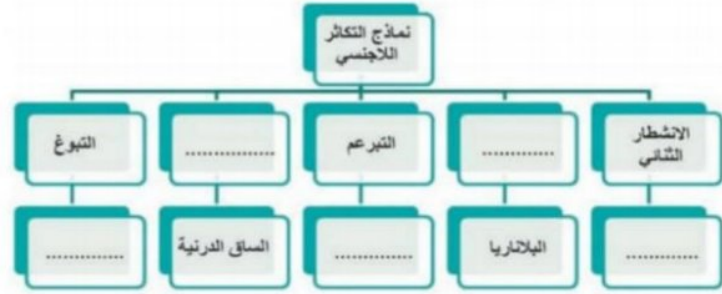 نماذج التكاثر
اللاجنسي
الانشطار
الثنائي
............
التبرعم
...............
التبوغ
.............
البلاناريا
.............
الساق الدرنية
.............